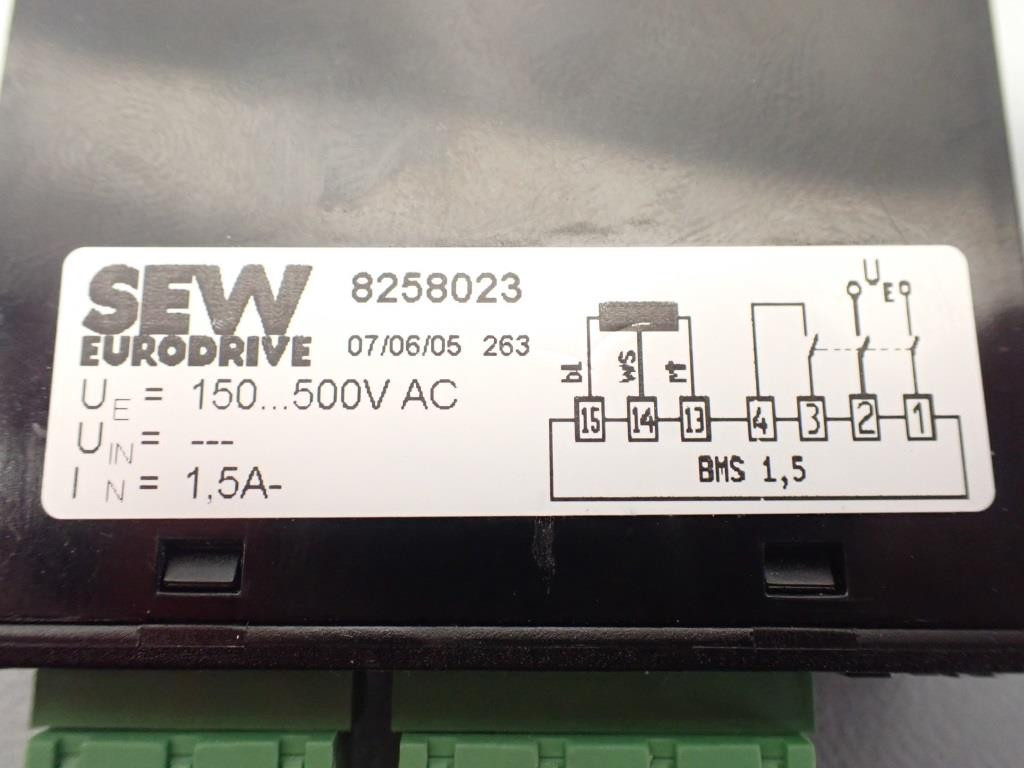 SEW
EURODRIVE
8258023
07/06/05 263
UE = 150...500V AC
UIN = ---
IN = 1,5A-
UE
bl ws rt
15 14 13 4 3 2 1
BMS 1,5